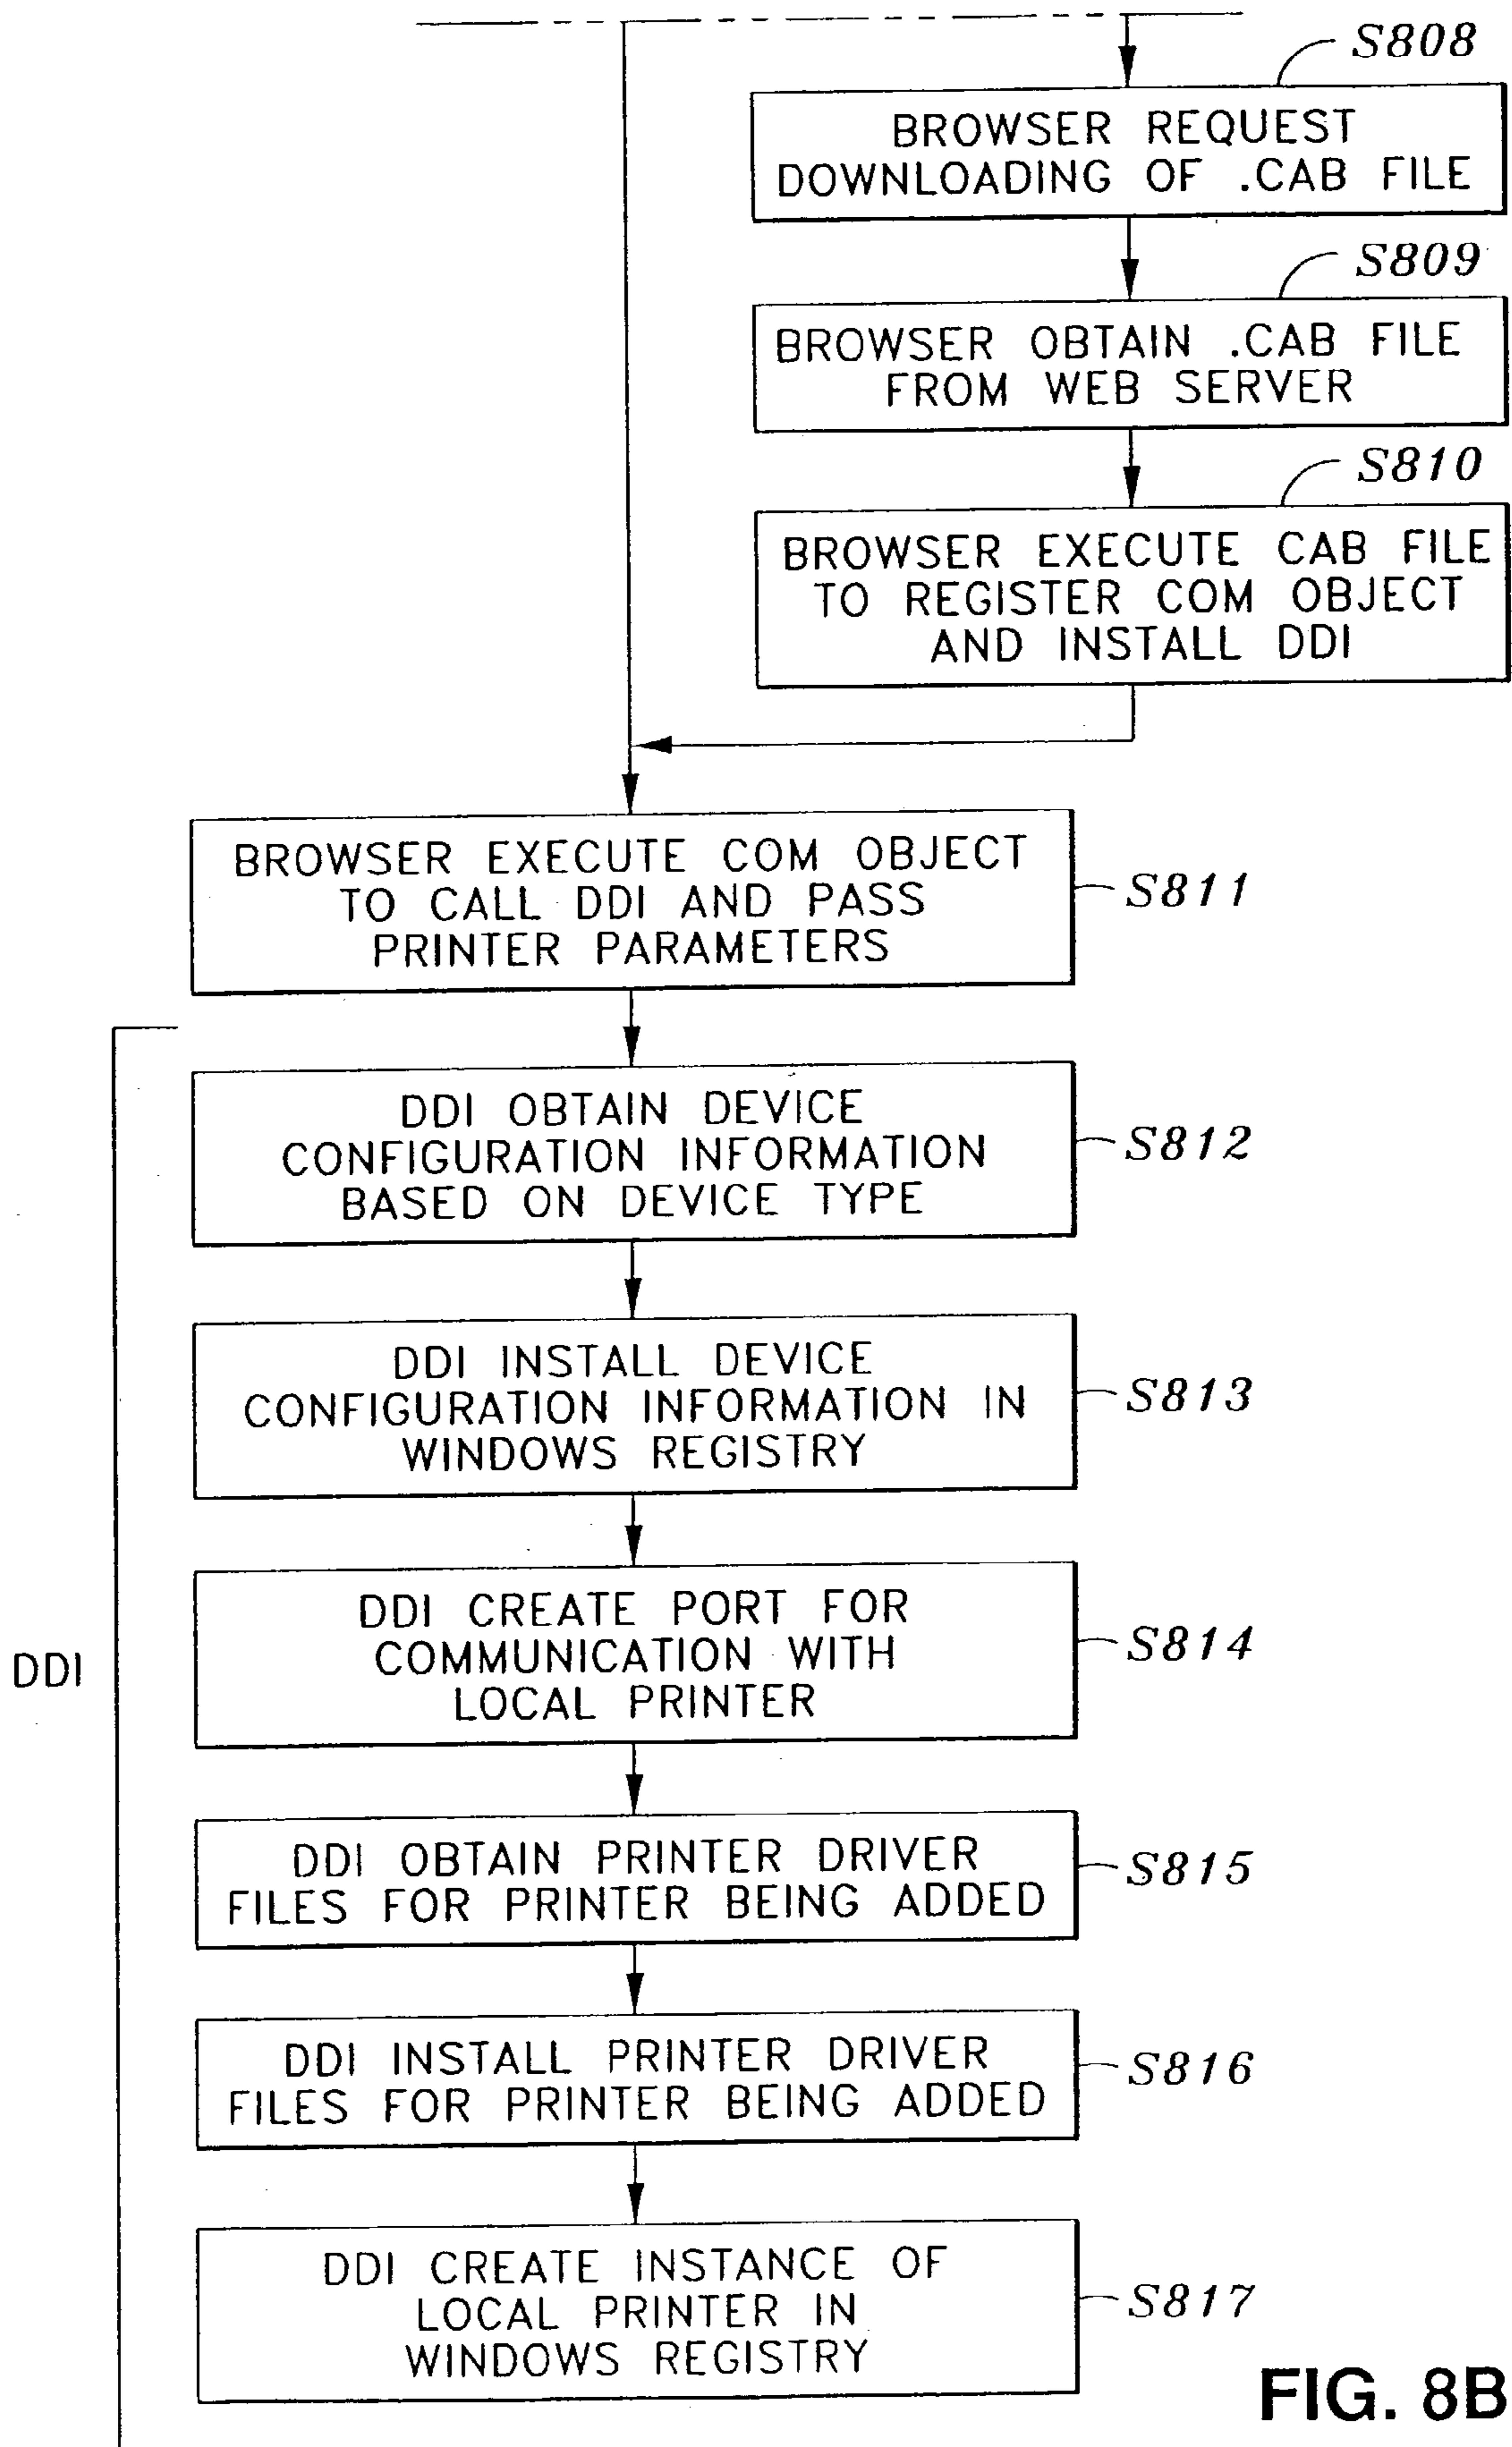 S808
BROWSER REQUEST
DOWNLOADING OF .CAB FILE
S809
BROWSER OBTAIN .CAB FILE
FROM WEB SERVER
S810
BROWSER EXECUTE CAB FILE
TO REGISTER COM OBJECT
AND INSTALL DDI
BROWSER EXECUTE COM OBJECT
TO CALL DDI AND PASS
PRINTER PARAMETERS
S811
DDI OBTAIN DEVICE
CONFIGURATION INFORMATION
BASED ON DEVICE TYPE
S812
DDI INSTALL DEVICE
CONFIGURATION INFORMATION IN
WINDOWS REGISTRY
S813
DDI CREATE PORT FOR
COMMUNICATION WITH
LOCAL PRINTER
S814
DDI
DDI OBTAIN PRINTER DRIVER
FILES FOR PRINTER BEING ADDED
S815
DDI INSTALL PRINTER DRIVER
FILES FOR PRINTER BEING ADDED
S816
DDI CREATE INSTANCE OF
LOCAL PRINTER IN
WINDOWS REGISTRY
S817
FIG. 8B